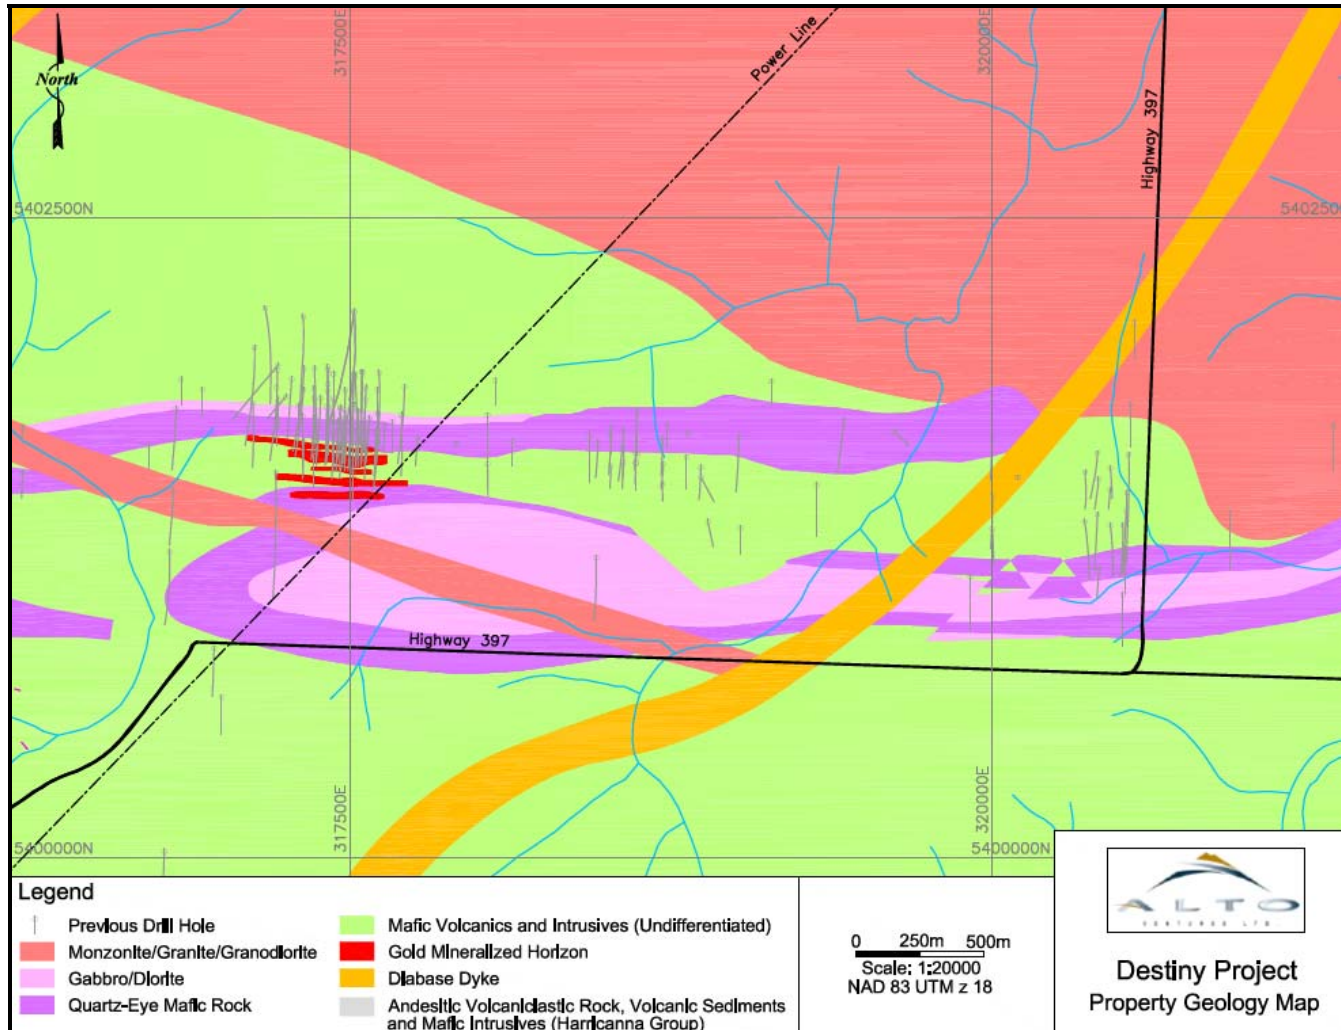 317500E
Power Line
320000E
North
Highway 397
5402500N
5402500
Highway 397
317500E
320000E
5400000N
5400000N
Legend
Previous Drill Hole
Monzonite/Granite/Granodiorite
Gabbro/Diorite
Quartz-Eye Mafic Rock
Mafic Volcanics and Intrusives (Undifferentiated)
Gold Mineralized Horizon
Diabase Dyke
Andesitic Volcaniclastic Rock, Volcanic Sediments
and Mafic Intrusives (Harricanna Group)
0 250m 500m
Scale: 1:20000
NAD 83 UTM z 18
ALTO
VENTURES LTD.
Destiny Project
Property Geology Map